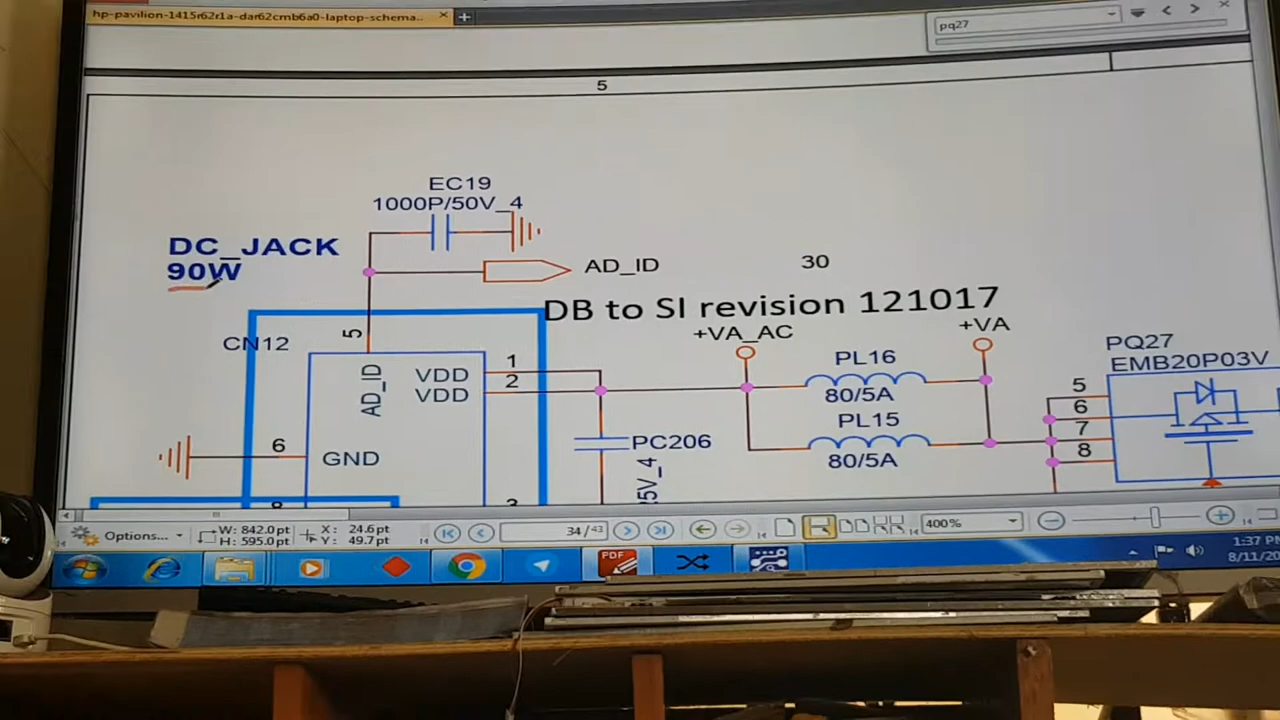 hp-pavilion-1415r62r1a-dar62cmb6a0-laptop-schema...
pq27
5
EC19
1000P/50V_4
DC_JACK
90W
AD_ID
30
DB to SI revision 121017
+VA_AC
+VA
CN12
5
AD_ID
1
2
VDD
VDD
PL16
80/5A
PL15
80/5A
PQ27
EMB20P03V
5
6
7
8
6
GND
PC206
5V_4
3
Options...
W: 842.0pt
H: 595.0pt
X: 24.6pt
Y: 49.7pt
34 / 43
400%
PDF
1:37 PM
8/11/20